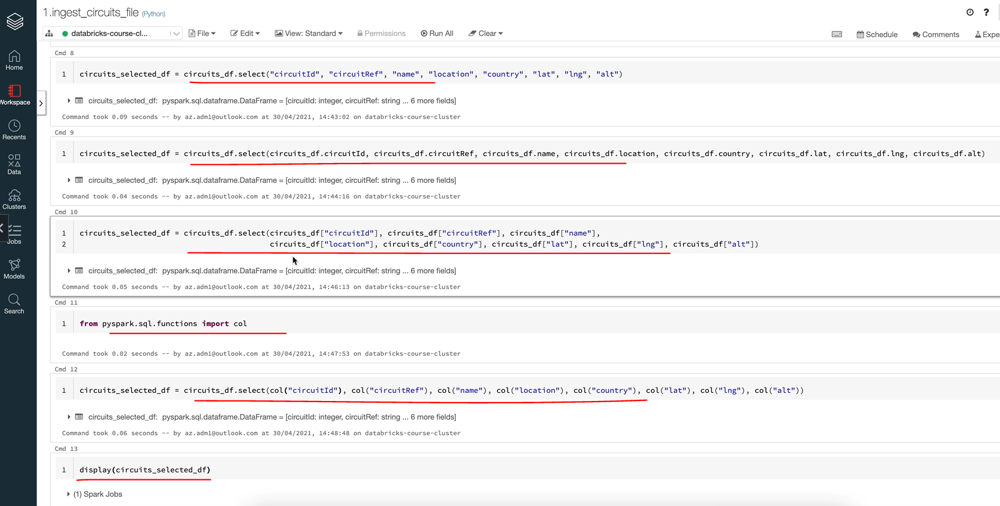 1.ingest_circuits_file (Python)
databricks-course-cl... File Edit View: Standard Permissions Run All Clear Schedule Comments Expe
Home
Workspace
Recents
Data
Clusters
Jobs
Models
Search
Cmd 8
1 circuits_selected_df = circuits_df.select("circuitId", "circuitRef", "name", "location", "country", "lat", "lng", "alt")
circuits_selected_df: pyspark.sql.dataframe.DataFrame = [circuitId: integer, circuitRef: string ... 6 more fields]
Command took 0.09 seconds -- by az.adm1@outlook.com at 30/04/2021, 14:43:02 on databricks-course-cluster
Cmd 9
1 circuits_selected_df = circuits_df.select(circuits_df.circuitId, circuits_df.circuitRef, circuits_df.name, circuits_df.location, circuits_df.country, circuits_df.lat, circuits_df.lng, circuits_df.alt)
circuits_selected_df: pyspark.sql.dataframe.DataFrame = [circuitId: integer, circuitRef: string ... 6 more fields]
Command took 0.04 seconds -- by az.adm1@outlook.com at 30/04/2021, 14:44:16 on databricks-course-cluster
Cmd 10
1 circuits_selected_df = circuits_df.select(circuits_df["circuitId"], circuits_df["circuitRef"], circuits_df["name"],
2 circuits_df["location"], circuits_df["country"], circuits_df["lat"], circuits_df["lng"], circuits_df["alt"])
circuits_selected_df: pyspark.sql.dataframe.DataFrame = [circuitId: integer, circuitRef: string ... 6 more fields]
Command took 0.05 seconds -- by az.adm1@outlook.com at 30/04/2021, 14:46:13 on databricks-course-cluster
Cmd 11
1 from pyspark.sql.functions import col
Command took 0.02 seconds -- by az.adm1@outlook.com at 30/04/2021, 14:47:53 on databricks-course-cluster
Cmd 12
1 circuits_selected_df = circuits_df.select(col("circuitId"), col("circuitRef"), col("name"), col("location"), col("country"), col("lat"), col("lng"), col("alt"))
circuits_selected_df: pyspark.sql.dataframe.DataFrame = [circuitId: integer, circuitRef: string ... 6 more fields]
Command took 0.06 seconds -- by az.adm1@outlook.com at 30/04/2021, 14:48:48 on databricks-course-cluster
Cmd 13
1 display(circuits_selected_df)
(1) Spark Jobs